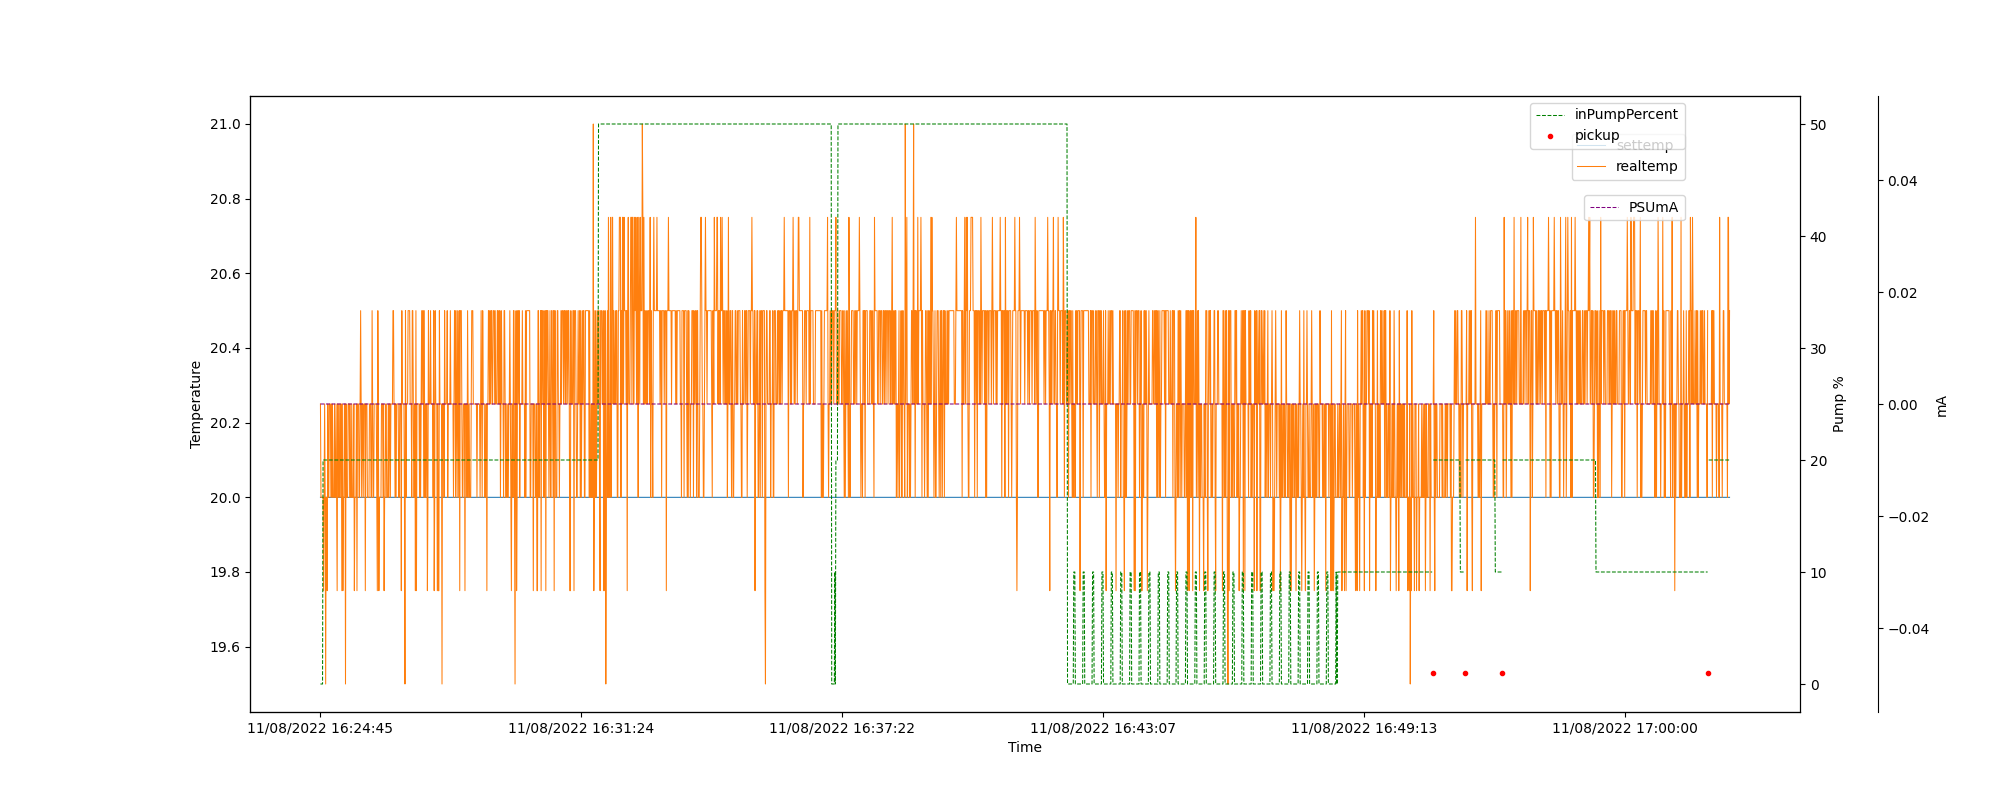 inPumpPercent
pickup
settemp
realtemp
PSUmA
21.0
20.8
20.6
20.4
20.2
20.0
19.8
19.6
Temperature
50
40
30
20
10
0
Pump %
0.04
0.02
0.00
−0.02
−0.04
mA
11/08/2022 16:24:45
11/08/2022 16:31:24
11/08/2022 16:37:22
11/08/2022 16:43:07
11/08/2022 16:49:13
11/08/2022 17:00:00
Time